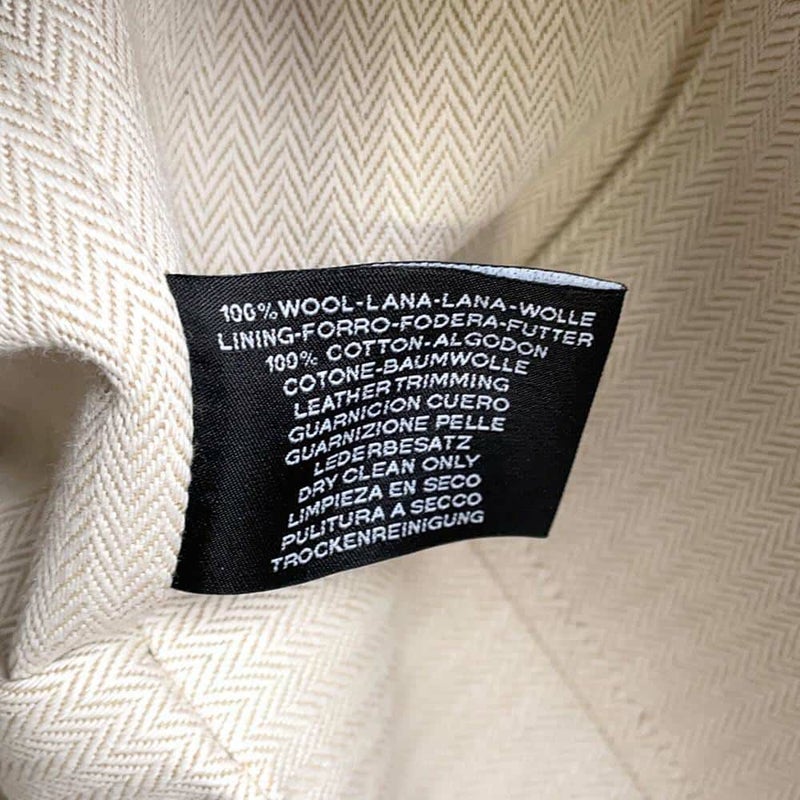 100%WOOL-LANA-LANA-WOLLE
LINING-FORRO-FODERA-FUTTER
100% COTTON-ALGODON
COTONE-BAUMWOLLE
LEATHER TRIMMING
GUARNICION CUERO
GUARNIZIONE PELLE
LEDERBESATZ
DRY CLEAN ONLY
LIMPIEZA EN SECO
PULITURA A SECCO
TROCKENREINIGUNG